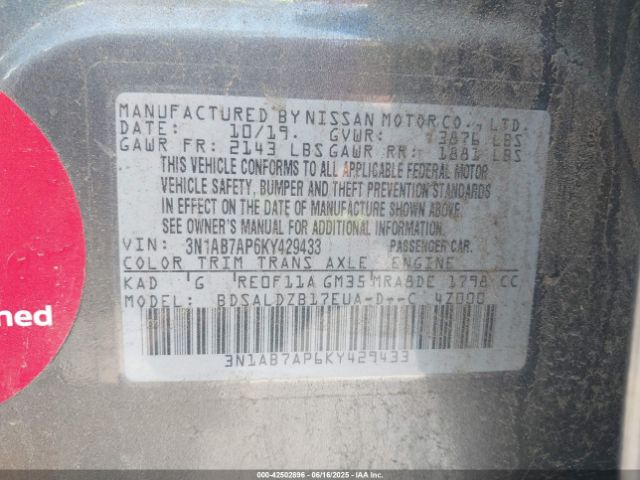 MANUFACTURED BY NISSAN MOTOR CO., LTD.
DATE: 10/19. GVWR: 3876 LBS
GAWR FR: 2143 LBS GAWR RR: 1881 LBS
THIS VEHICLE CONFORMS TO ALL APPLICABLE FEDERAL MOTOR
VEHICLE SAFETY, BUMPER AND THEFT PREVENTION STANDARDS
IN EFFECT ON THE DATE OF MANUFACTURE SHOWN ABOVE.
SEE OWNER'S MANUAL FOR ADDITIONAL INFORMATION.
VIN: 3N1AB7AP6KY429433 PASSENGER CAR.
COLOR TRIM TRANS AXLE ENGINE
KAD G RE0F11A GM35 MRA8DE 1798 CC
MODEL: BDSALDZB17EUA-D--C 4Z000
3N1AB7AP6KY429433
ned
000-42502896 - 06/16/2025 - IAAI.COM